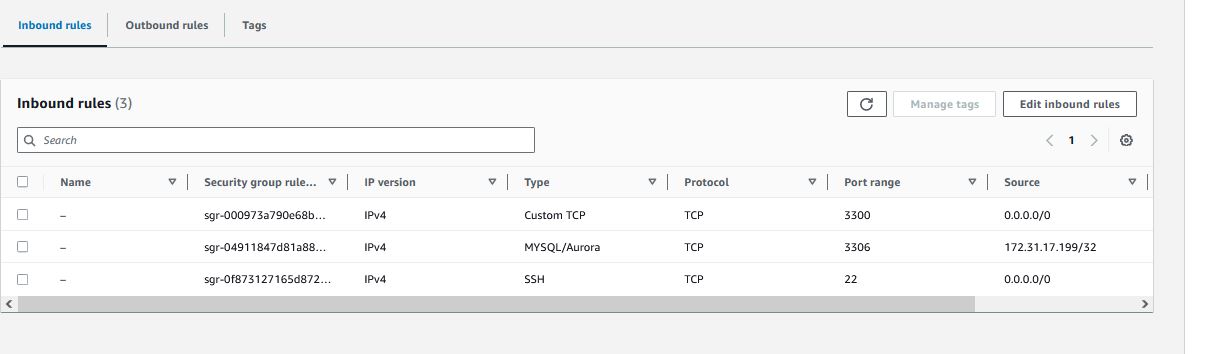 Inbound rules Outbound rules Tags
Inbound rules (3) Manage tags Edit inbound rules
Search 1
Name Security group rule... IP version Type Protocol Port range Source
– sgr-000973a790e68b... IPv4 Custom TCP TCP 3300 0.0.0.0/0
– sgr-04911847d81a88... IPv4 MYSQL/Aurora TCP 3306 172.31.17.199/32
– sgr-0f873127165d872... IPv4 SSH TCP 22 0.0.0.0/0